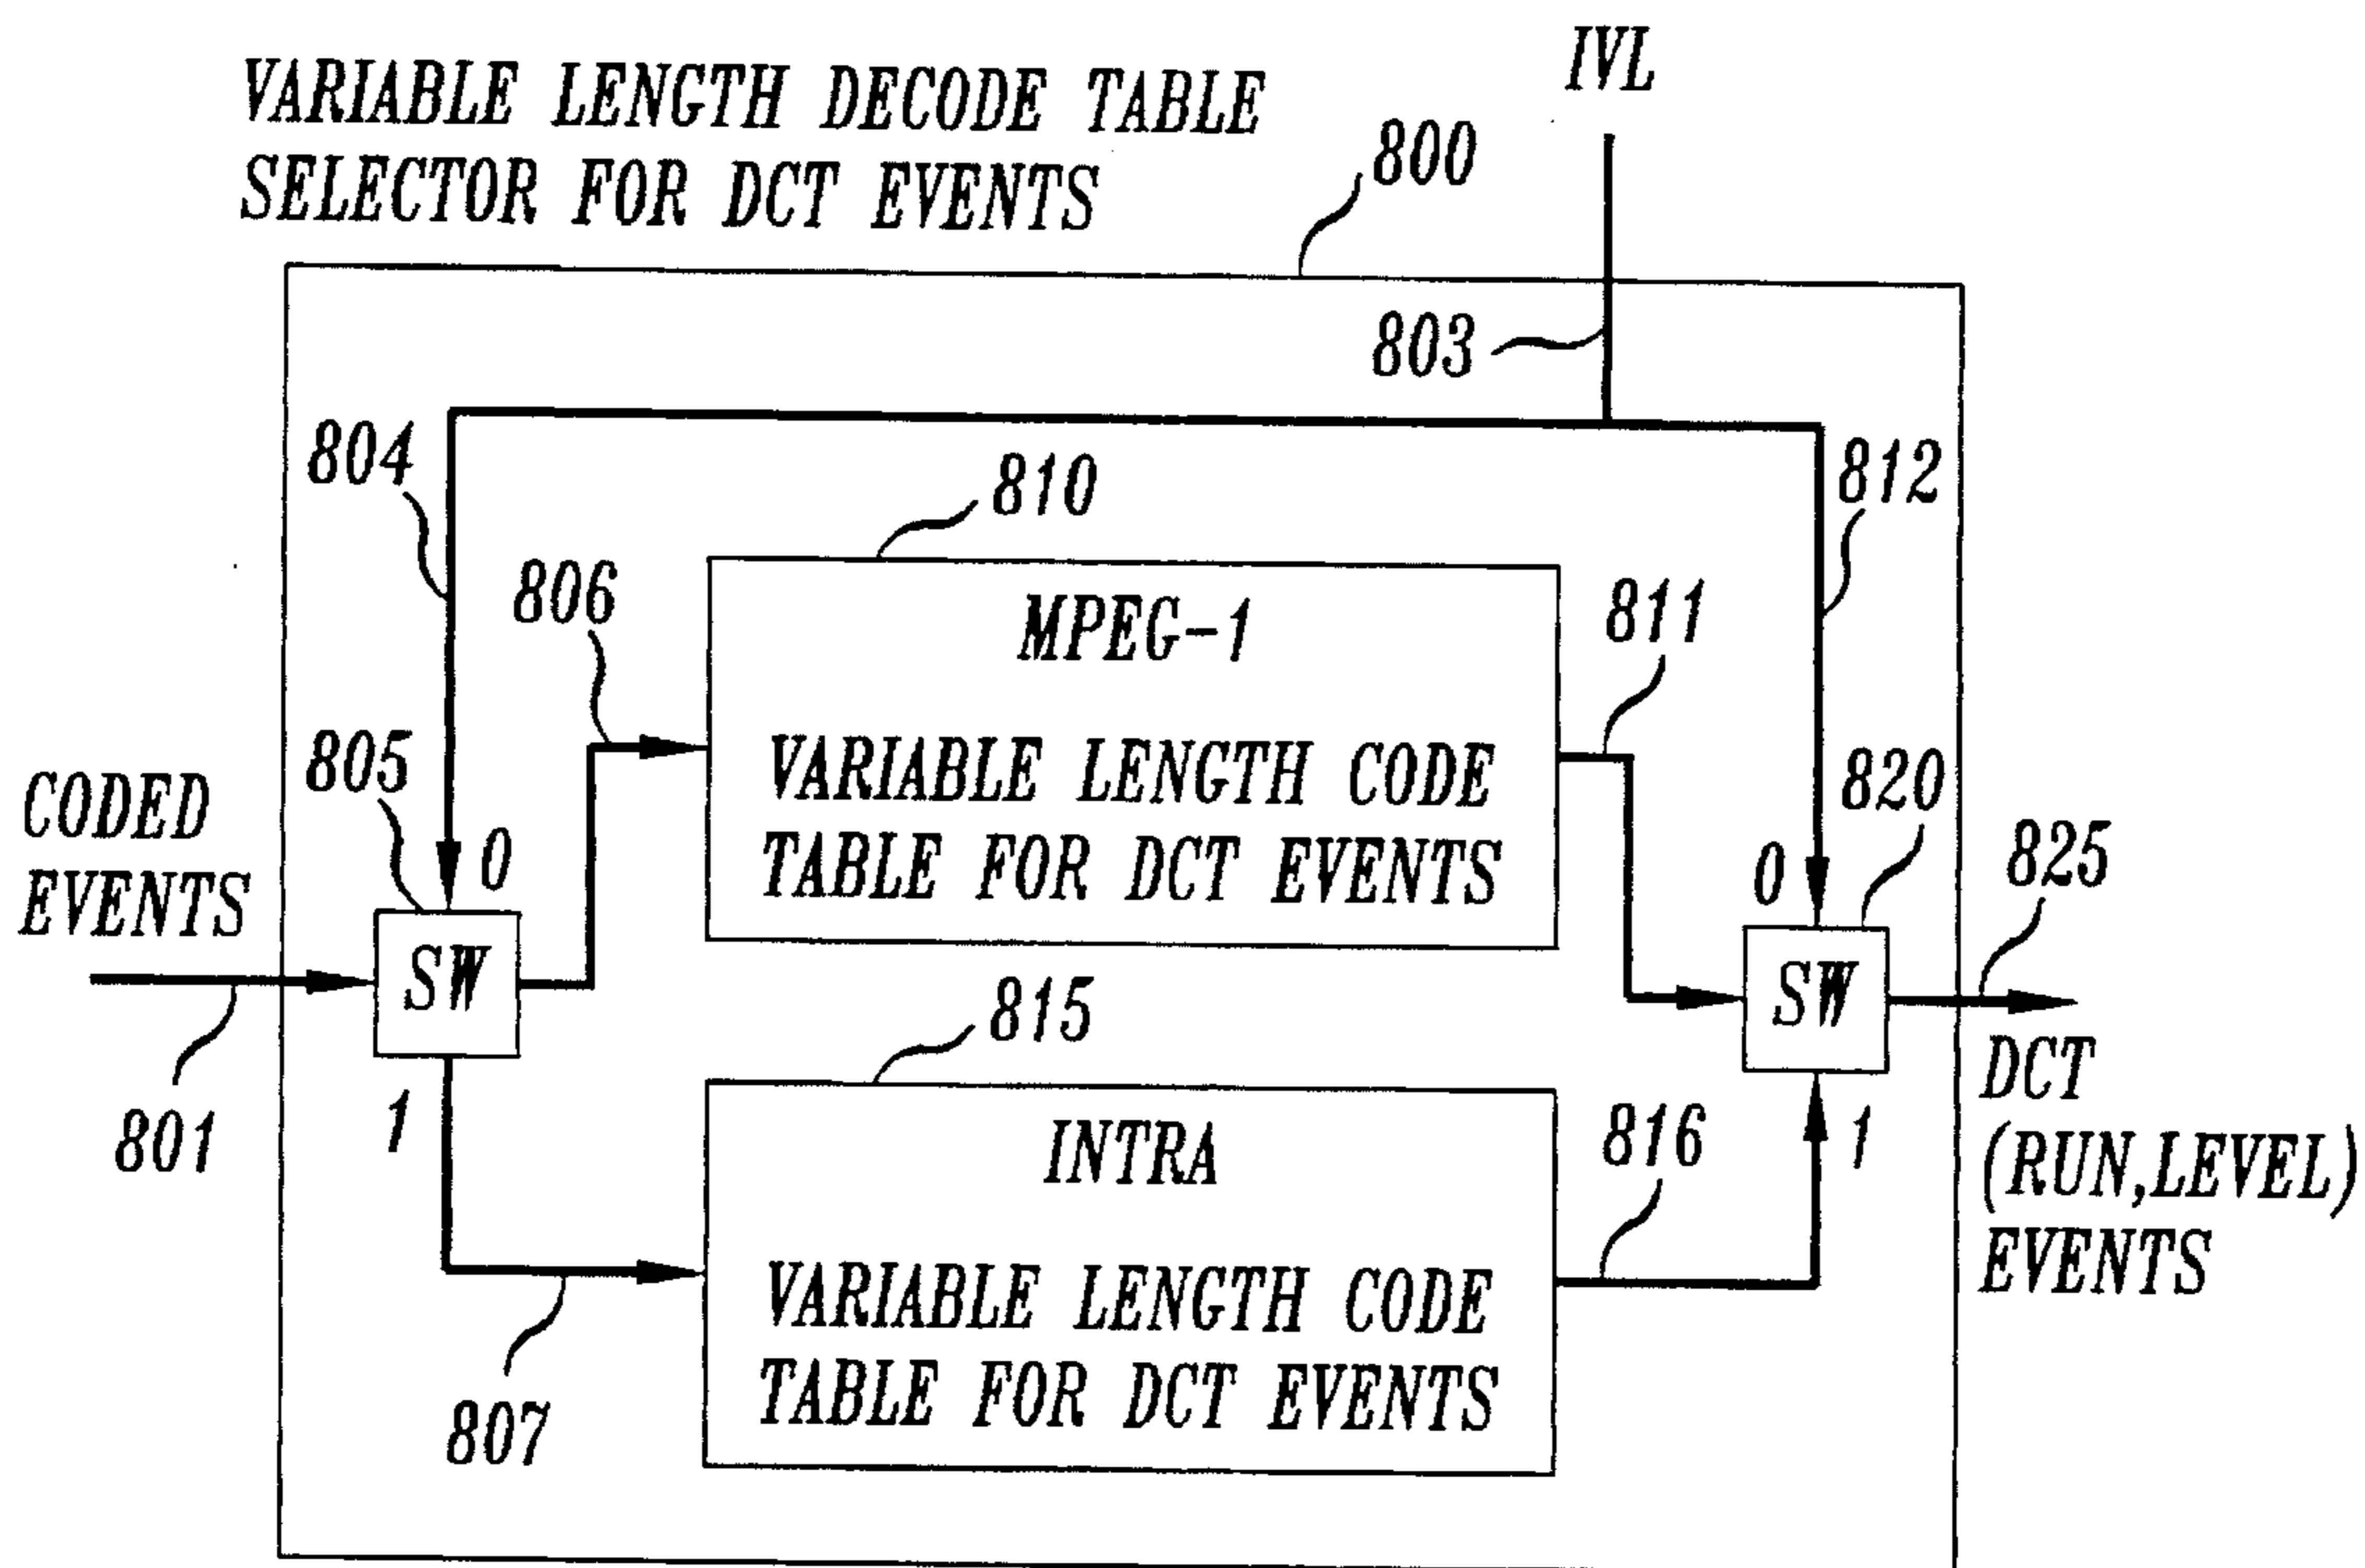 VARIABLE LENGTH DECODE TABLE
SELECTOR FOR DCT EVENTS
IVL
800
803
804
812
810
806
811
MPEG-1
VARIABLE LENGTH CODE
TABLE FOR DCT EVENTS
805
820
CODED
EVENTS
0
0
825
SW
SW
801
1
815
DCT
(RUN,LEVEL)
EVENTS
816
1
INTRA
VARIABLE LENGTH CODE
TABLE FOR DCT EVENTS
807